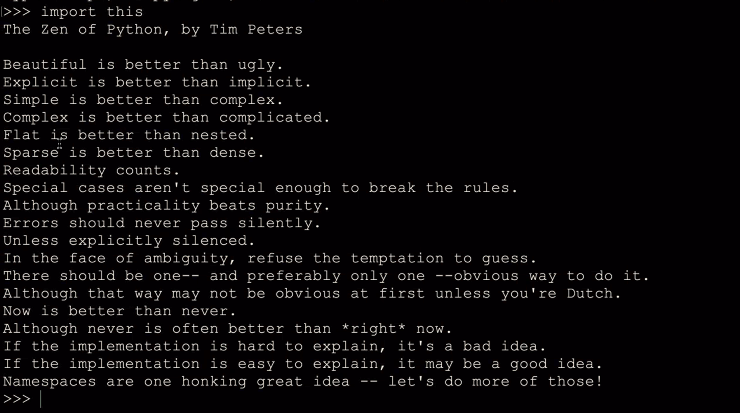 >>> import this
The Zen of Python, by Tim Peters

Beautiful is better than ugly.
Explicit is better than implicit.
Simple is better than complex.
Complex is better than complicated.
Flat is better than nested.
Sparse is better than dense.
Readability counts.
Special cases aren't special enough to break the rules.
Although practicality beats purity.
Errors should never pass silently.
Unless explicitly silenced.
In the face of ambiguity, refuse the temptation to guess.
There should be one-- and preferably only one --obvious way to do it.
Although that way may not be obvious at first unless you're Dutch.
Now is better than never.
Although never is often better than *right* now.
If the implementation is hard to explain, it's a bad idea.
If the implementation is easy to explain, it may be a good idea.
Namespaces are one honking great idea -- let's do more of those!
>>>